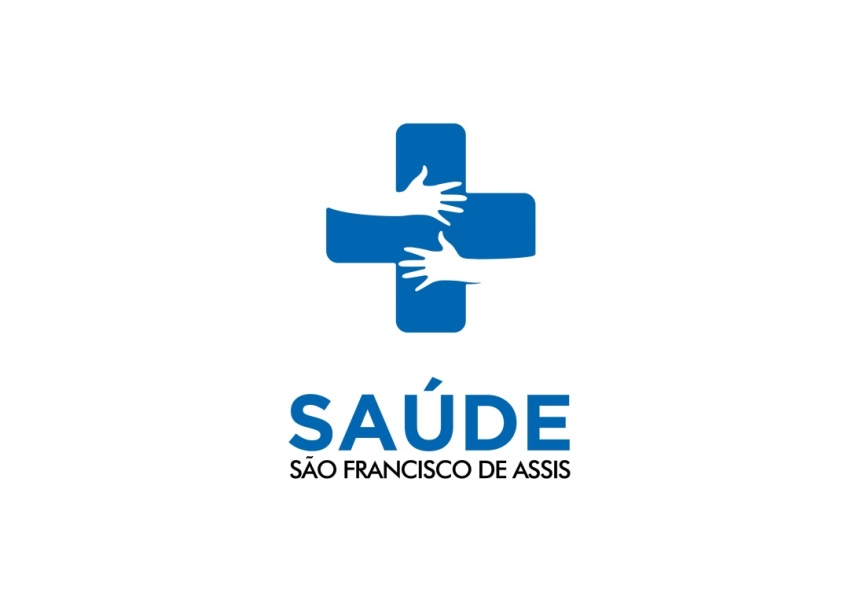 SAÚDE
SÃO FRANCISCO DE ASSIS